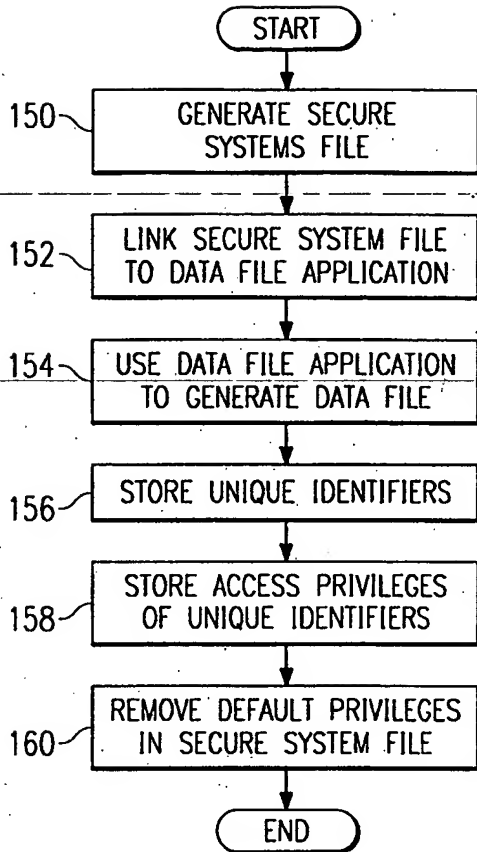 START
150
GENERATE SECURE
SYSTEMS FILE
152
LINK SECURE SYSTEM FILE
TO DATA FILE APPLICATION
154
USE DATA FILE APPLICATION
TO GENERATE DATA FILE
156
STORE UNIQUE IDENTIFIERS
158
STORE ACCESS PRIVILEGES
OF UNIQUE IDENTIFIERS
160
REMOVE DEFAULT PRIVILEGES
IN SECURE SYSTEM FILE
END